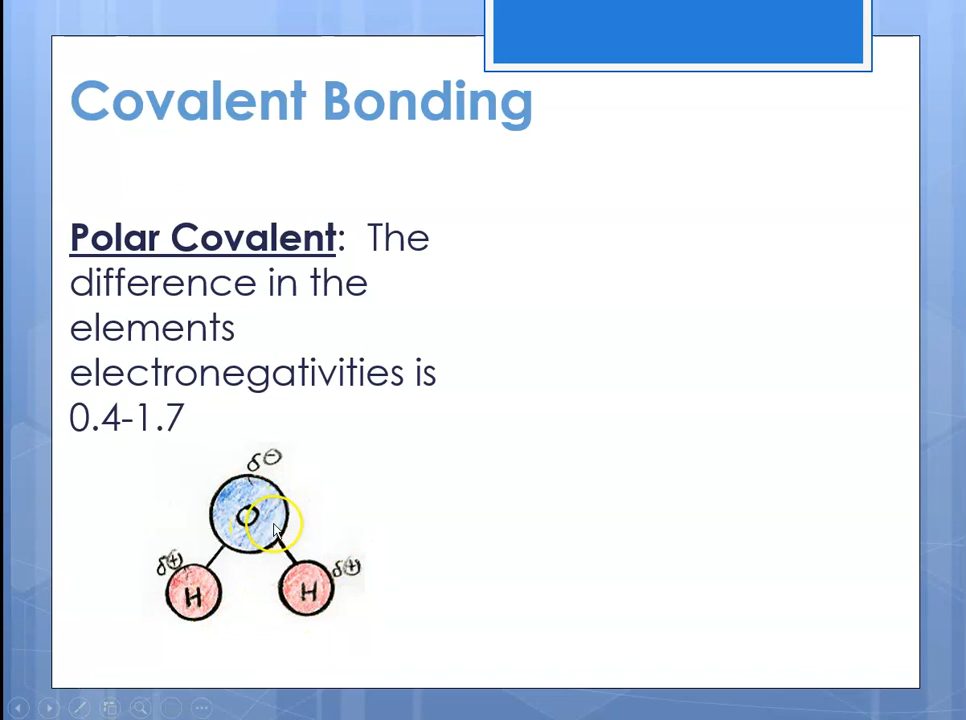 Covalent Bonding
Polar Covalent: The
difference in the
elements
electronegativities is
0.4-1.7
δ⊖
O
δ⊕ δ⊕
H H